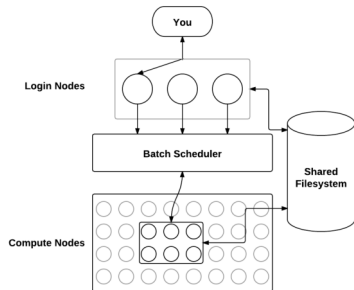 You
Login Nodes
Batch Scheduler
Shared
Filesystem
Compute Nodes